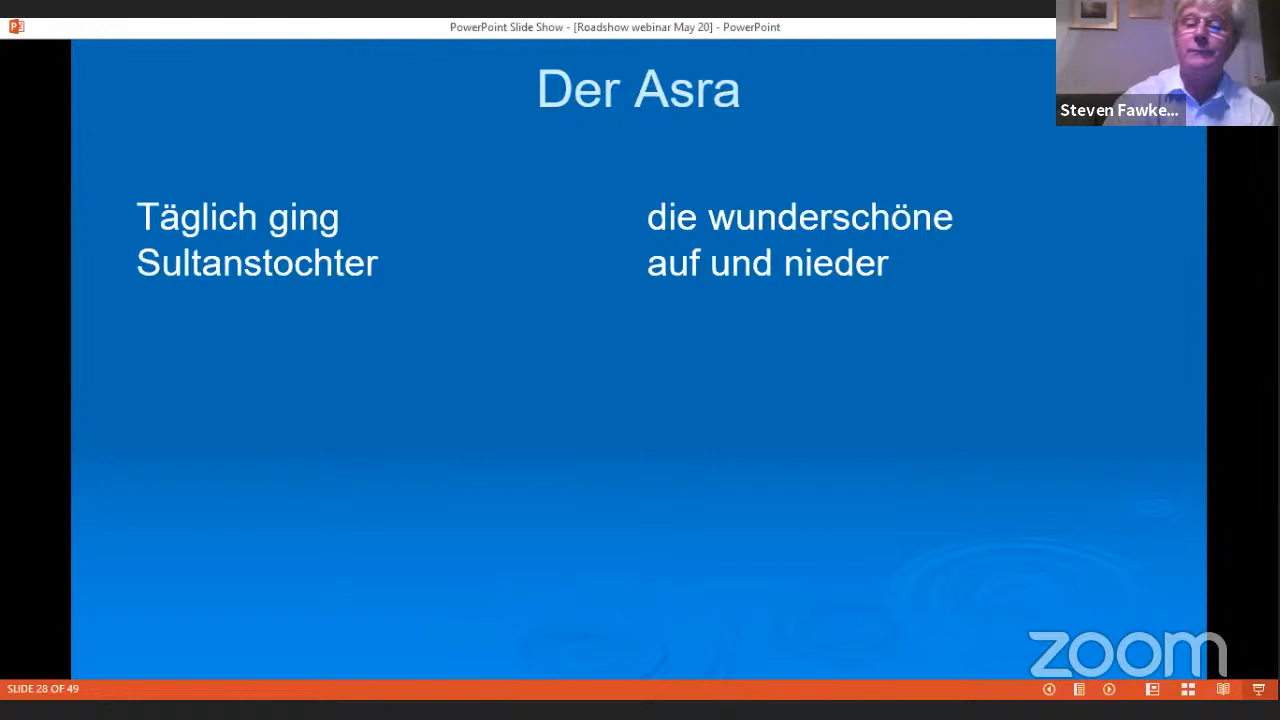 PowerPoint Slide Show - [Roadshow webinar May 20] - PowerPoint
Steven Fawke...
Der Asra
Täglich ging die wunderschöne
Sultanstochter auf und nieder
zoom
SLIDE 28 OF 49